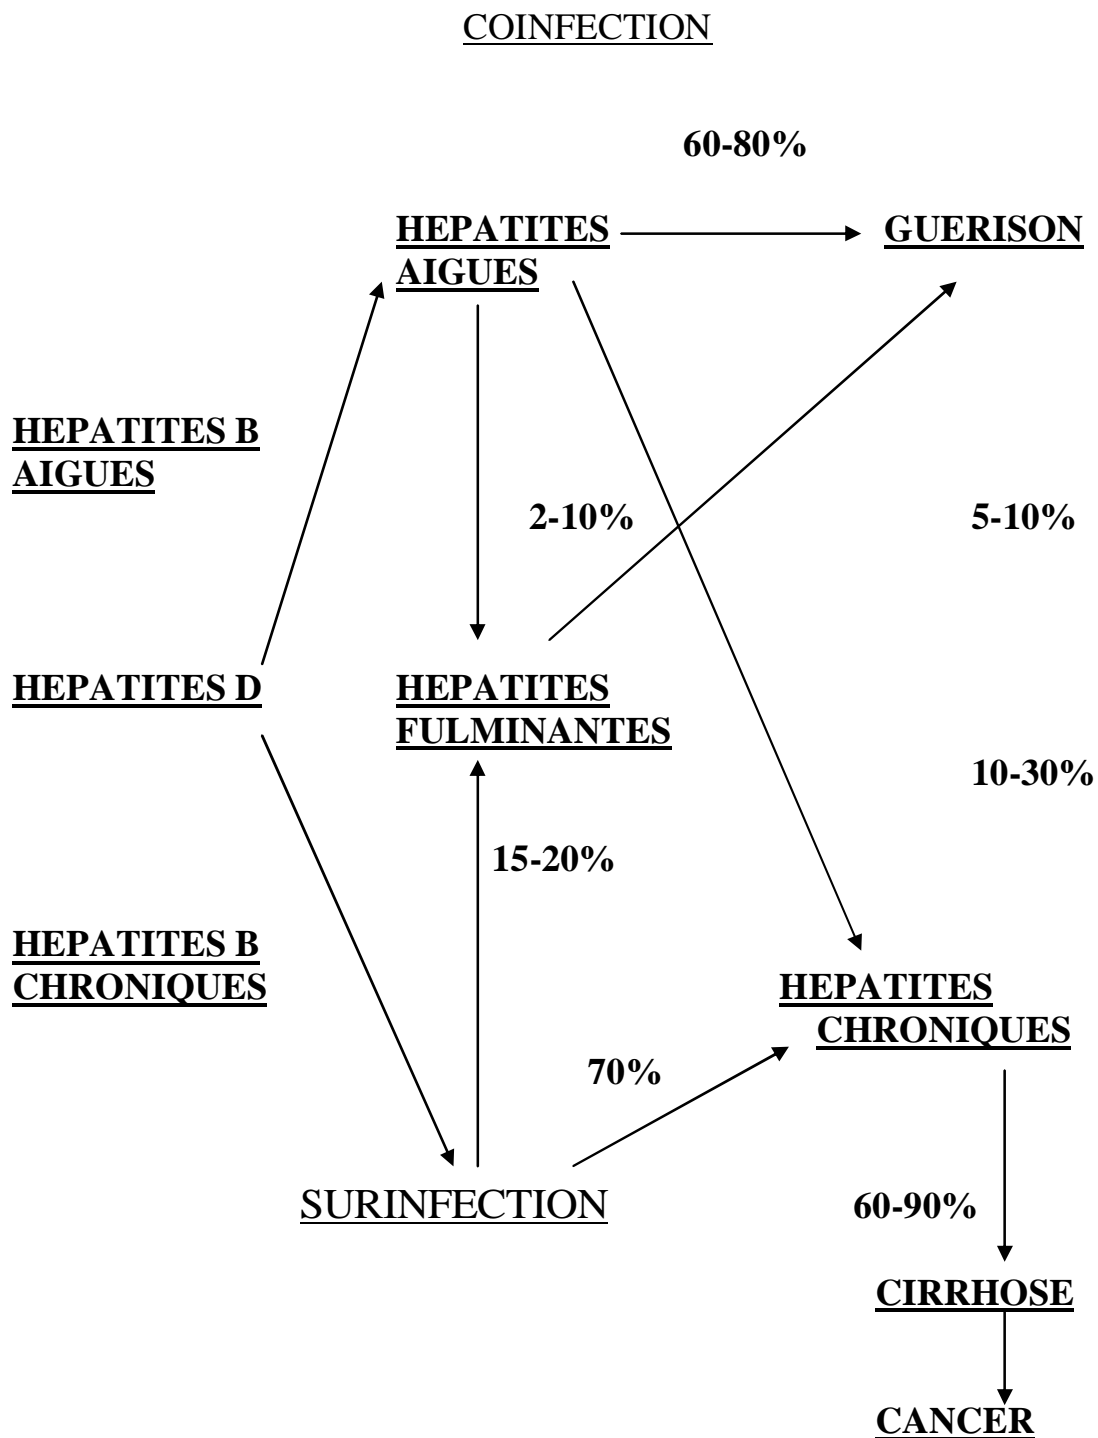 COINFECTION
60-80%
HEPATITES
AIGUES
GUERISON
HEPATITES B
AIGUES
2-10%
5-10%
HEPATITES D
HEPATITES
FULMINANTES
10-30%
15-20%
HEPATITES B
CHRONIQUES
HEPATITES
CHRONIQUES
70%
SURINFECTION
60-90%
CIRRHOSE
CANCER